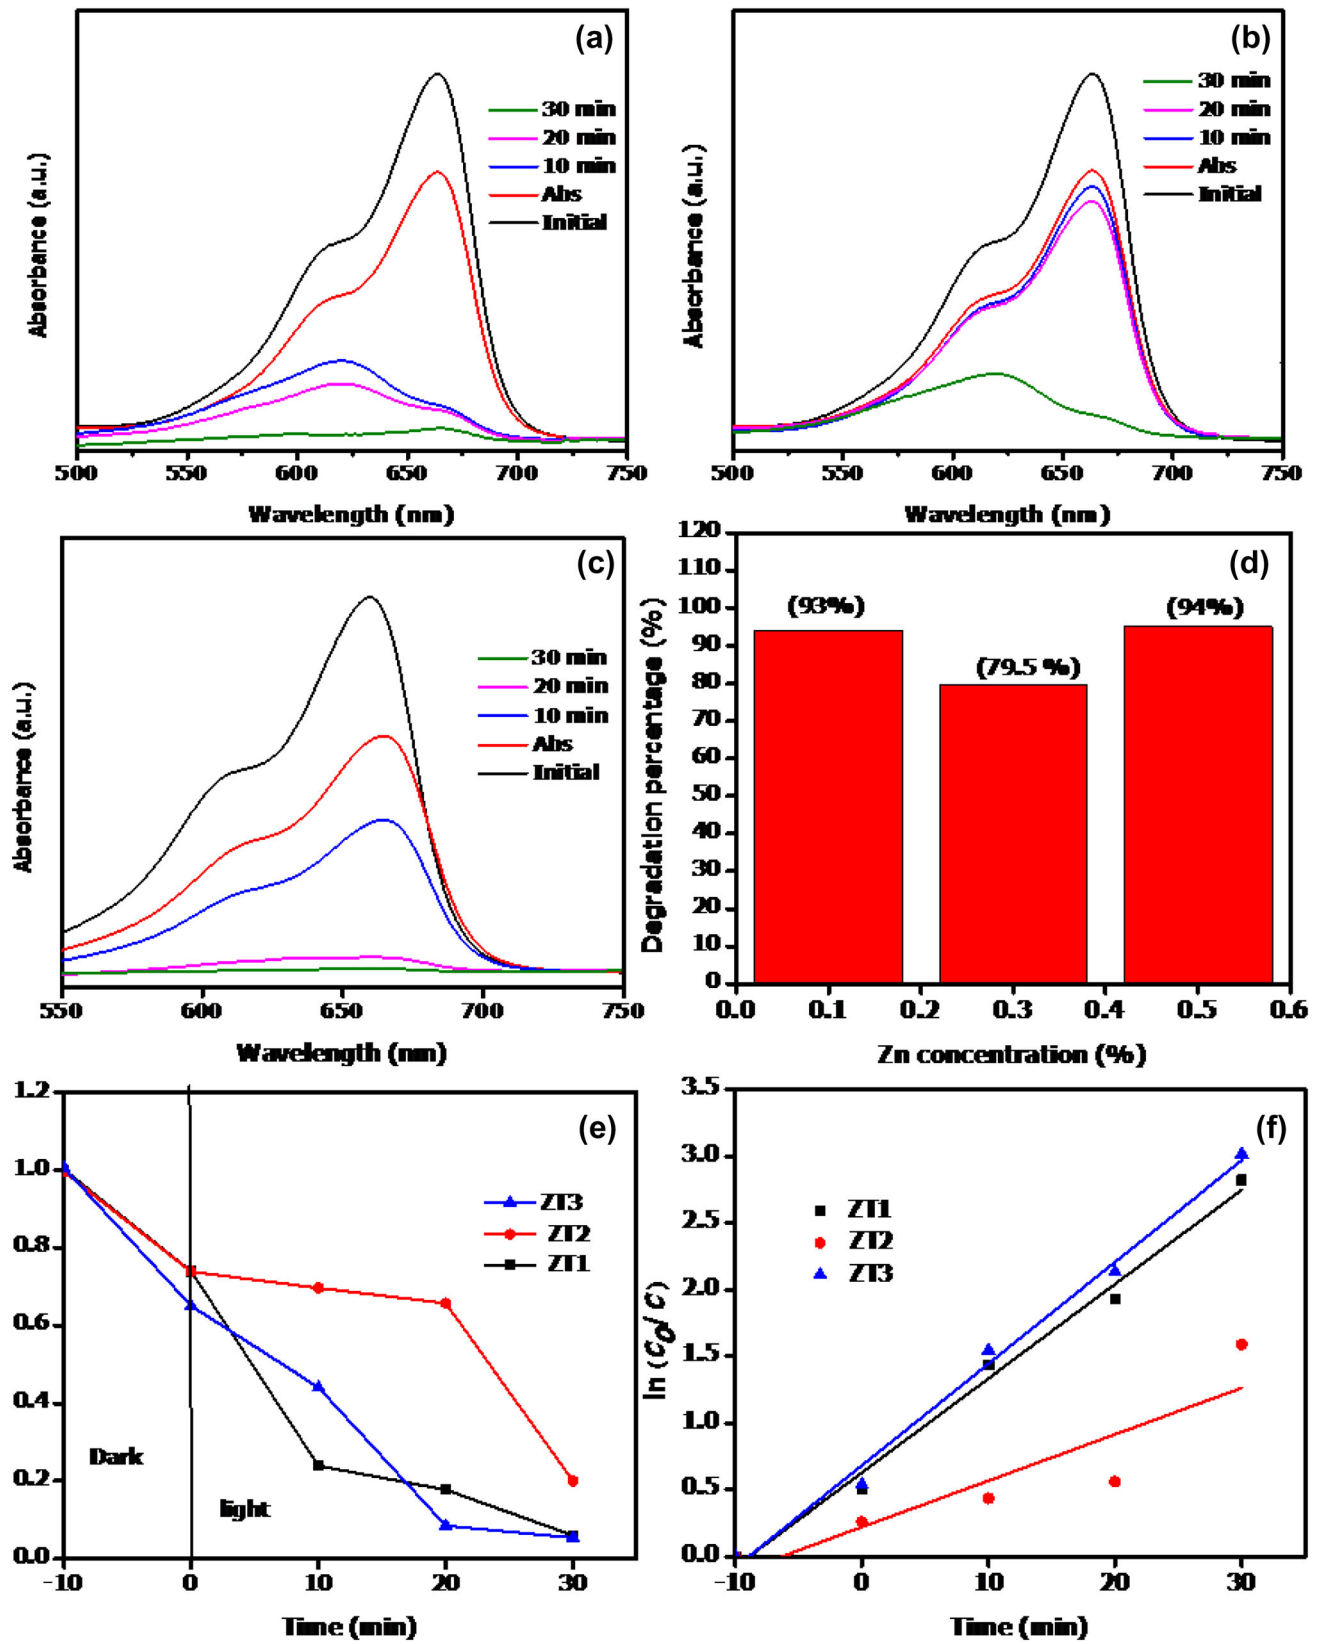 (a)
30 min
20 min
10 min
Abs
Initial
Absorbance (a.u.)
500 550 600 650 700 750
Wavelength (nm)
(b)
30 min
20 min
10 min
Abs
Initial
Absorbance (a.u.)
500 550 600 650 700 750
Wavelength (nm)
(c)
30 min
20 min
10 min
Abs
Initial
Absorbance (a.u.)
550 600 650 700 750
Wavelength (nm)
(d)
120
110
100
90
80
70
60
50
40
30
20
10
0
(93%)
(79.5 %)
(94%)
Degradation percentage (%)
0.0 0.1 0.2 0.3 0.4 0.5 0.6
Zn concentration (%)
(e)
1.2
1.0
0.8
0.6
0.4
0.2
0.0
ZT3
ZT2
ZT1
Dark
light
-10 0 10 20 30
Time (min)
(f)
3.5
3.0
2.5
2.0
1.5
1.0
0.5
0.0
ZT1
ZT2
ZT3
ln (C0/ C)
-10 0 10 20 30
Time (min)